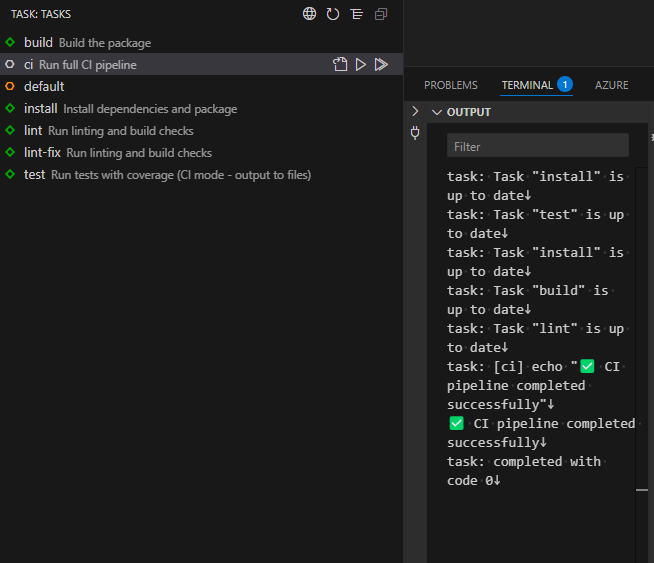 TASK: TASKS
build Build the package
ci Run full CI pipeline
default
install Install dependencies and package
lint Run linting and build checks
lint-fix Run linting and build checks
test Run tests with coverage (CI mode - output to files)
PROBLEMS TERMINAL 1 AZURE
OUTPUT
Filter
task: Task "install" is
up to date↓
task: Task "test" is up
to date↓
task: Task "install" is
up to date↓
task: Task "build" is
up to date↓
task: Task "lint" is up
to date↓
task: [ci] echo "✅ CI
pipeline completed
successfully"↓
✅ CI pipeline completed
successfully↓
task: completed with
code 0↓